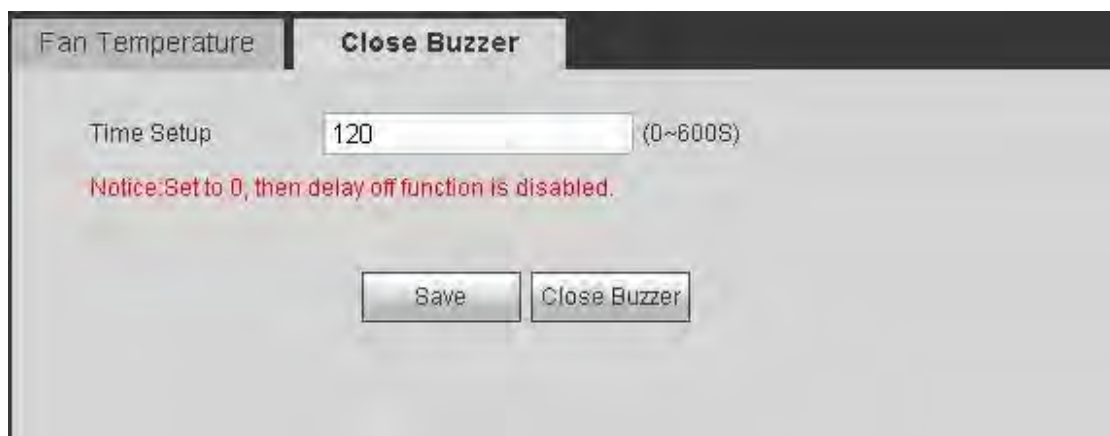 Fan Temperature Close Buzzer
Time Setup 120 (0~600S)
Notice:Set to 0, then delay off function is disabled.
Save Close Buzzer